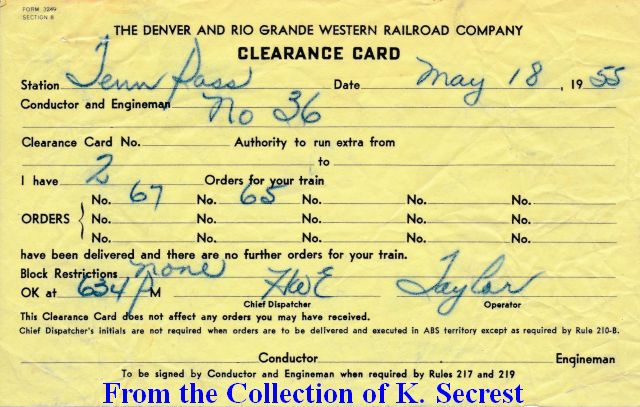 FORM 3249
SECTION B
THE DENVER AND RIO GRANDE WESTERN RAILROAD COMPANY
CLEARANCE CARD
Station Tenn Pass Date May 18, 1955
Conductor and Engineman No 36
Clearance Card No. Authority to run extra from
to
I have 2 Orders for your train
No. 67 No. 65 No. No. No.
ORDERS No. No. No. No. No.
No. No. No. No. No.
have been delivered and there are no further orders for your train.
Block Restrictions none
OK at 634 P M HWE Taylor
Chief Dispatcher Operator
This Clearance Card does not affect any orders you may have received.
Chief Dispatcher's initials are not required when orders are to be delivered and executed in ABS territory except as required by Rule 210-B.
Conductor Engineman
To be signed by Conductor and Engineman when required by Rules 217 and 219
From the Collection of K. Secrest